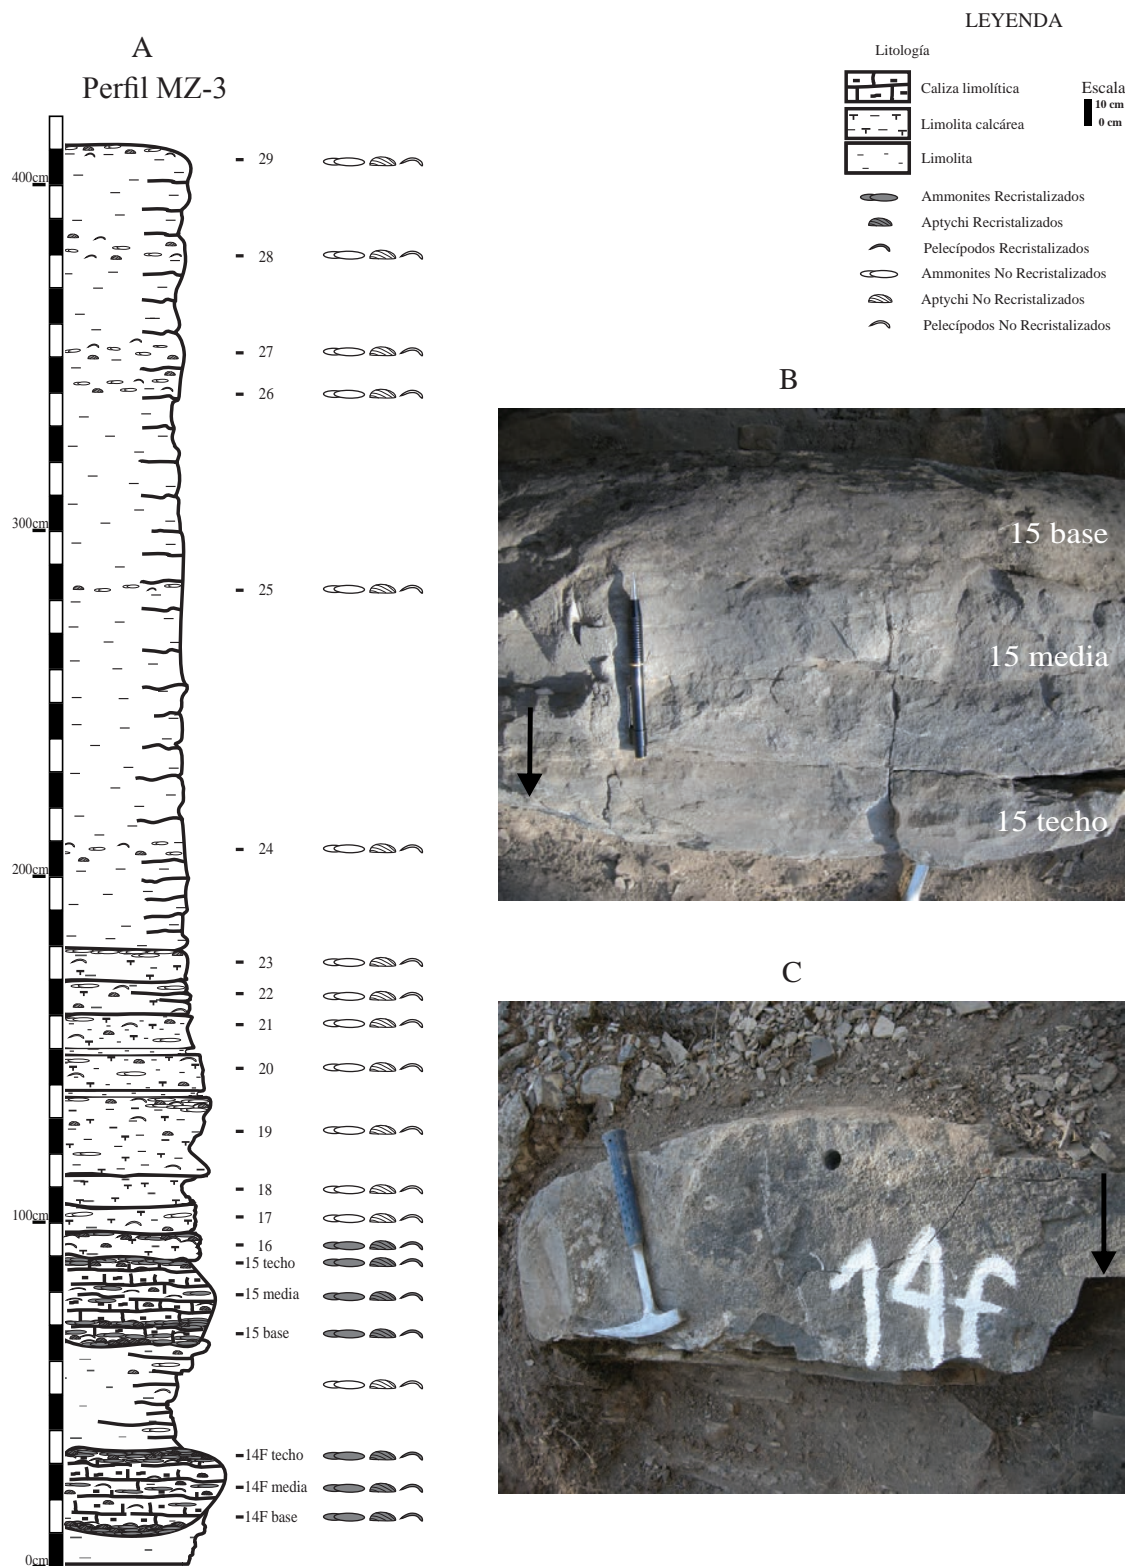 A
Perfil MZ-3
400cm
300cm
200cm
100cm
0cm
29
28
27
26
25
24
23
22
21
20
19
18
17
16
15 techo
15 media
15 base
14F techo
14F media
14F base
LEYENDA
Litología
Caliza limolítica
Limolita calcárea
Limolita
Escala
10 cm
0 cm
Ammonites Recristalizados
Aptychi Recristalizados
Pelecípodos Recristalizados
Ammonites No Recristalizados
Aptychi No Recristalizados
Pelecípodos No Recristalizados
B
15 base
15 media
15 techo
C
14f